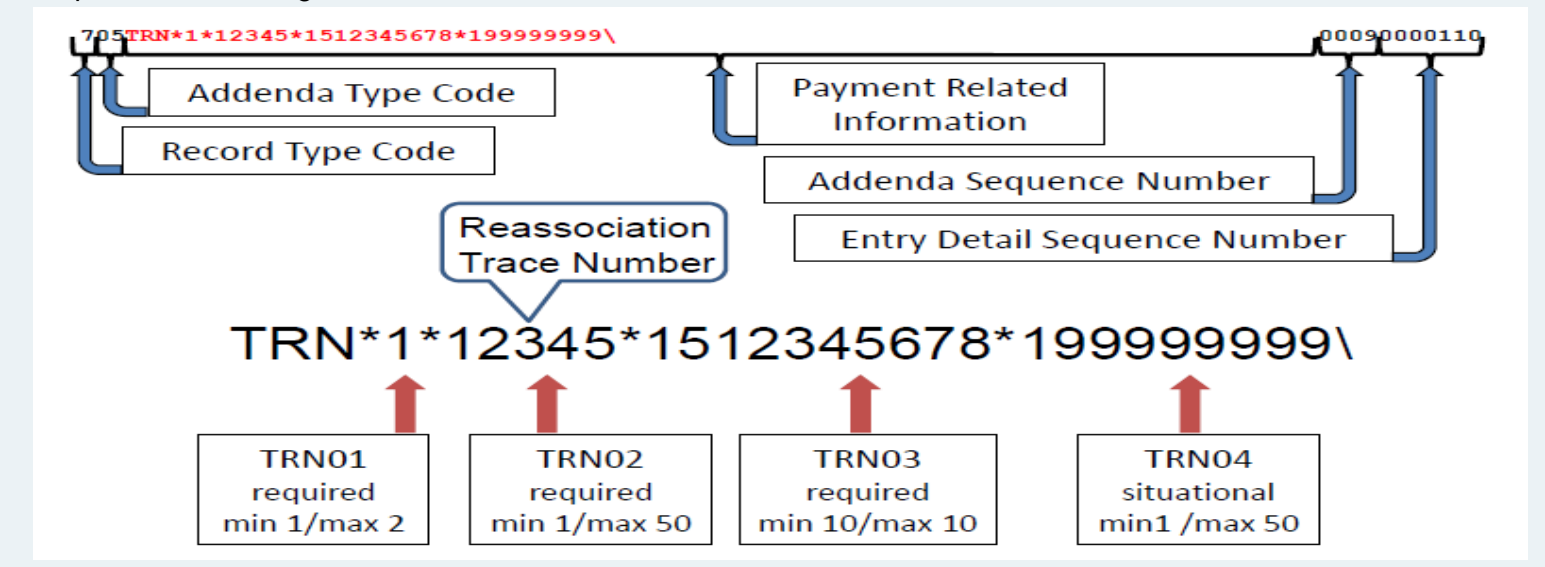 705TRN*1*12345*1512345678*199999999\ 00090000110
Addenda Type Code
Record Type Code
Payment Related
Information
Addenda Sequence Number
Entry Detail Sequence Number
Reassociation
Trace Number
TRN*1*12345*1512345678*199999999\
TRN01
required
min 1/max 2
TRN02
required
min 1/max 50
TRN03
required
min 10/max 10
TRN04
situational
min1 /max 50